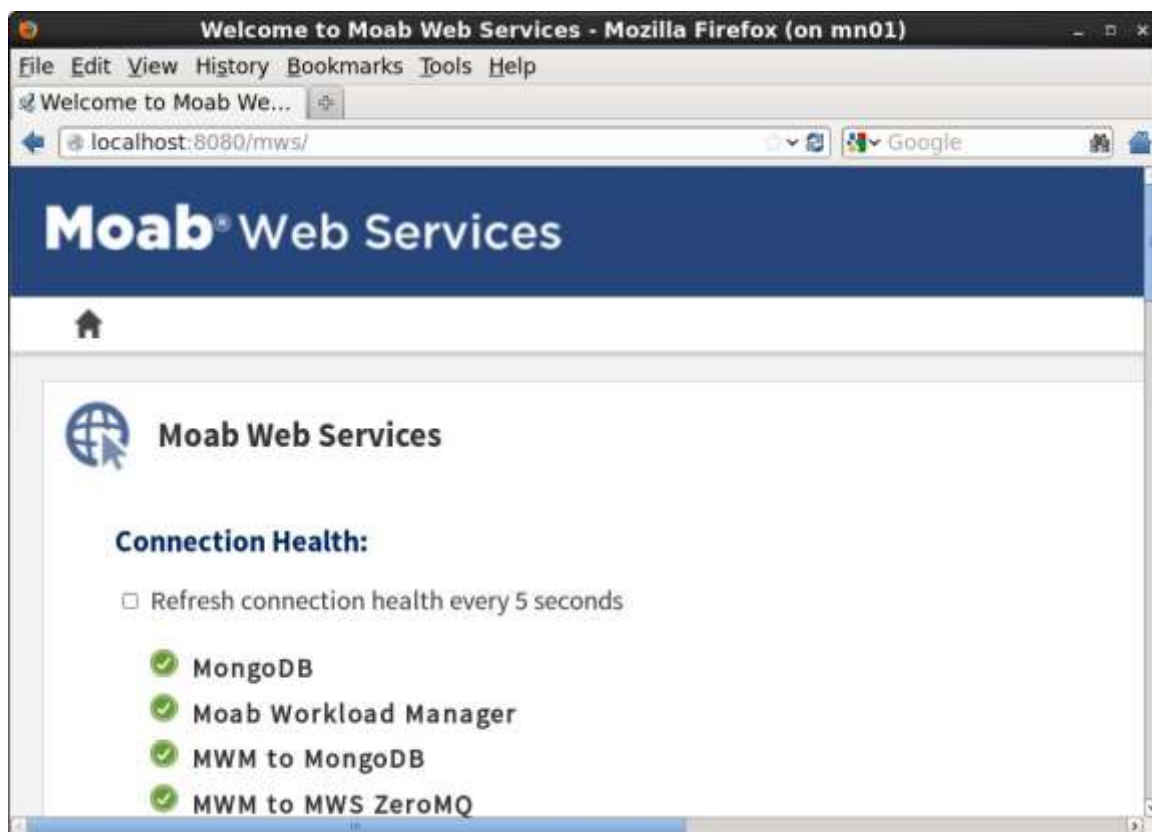 Welcome to Moab Web Services - Mozilla Firefox (on mn01)
File Edit View History Bookmarks Tools Help
Welcome to Moab We...
localhost:8080/mws/ Google
Moab® Web Services
Moab Web Services
Connection Health:
Refresh connection health every 5 seconds
MongoDB
Moab Workload Manager
MWM to MongoDB
MWM to MWS ZeroMQ